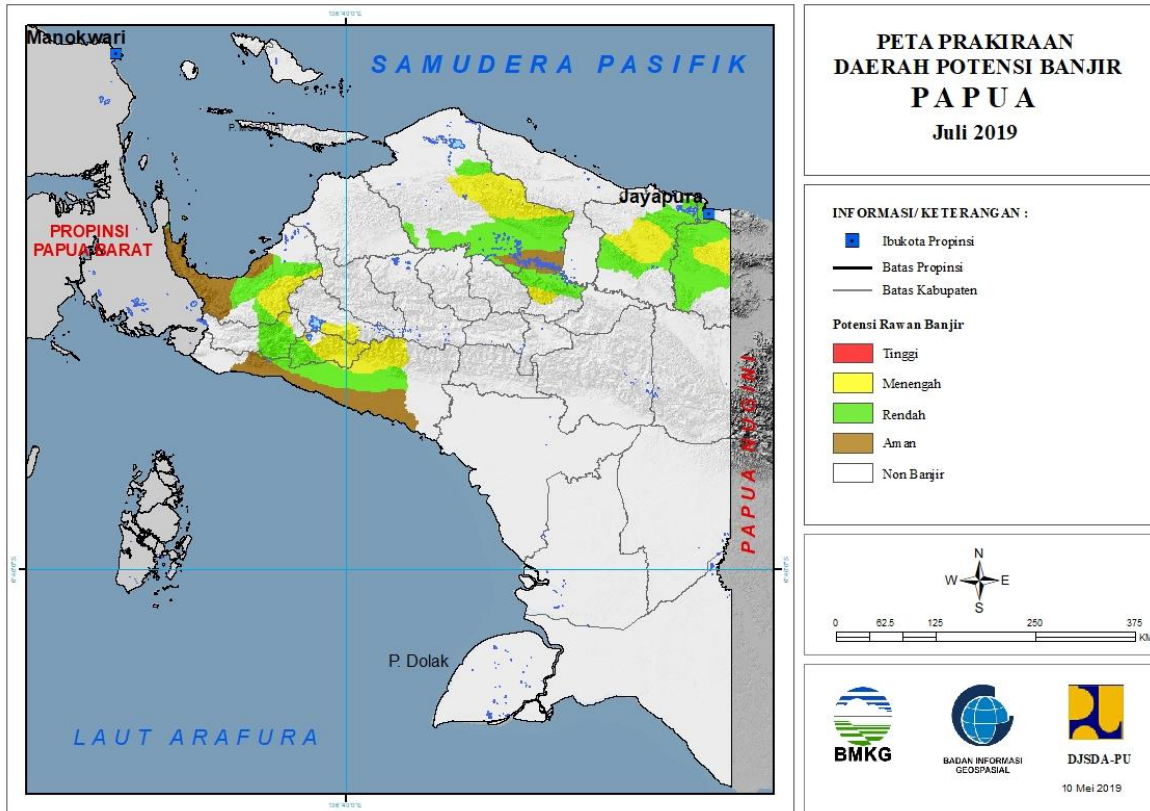 Manokwari
SAMUDERA PASIFIK
Jayapura
PROPINSI
PAPUA BARAT
PAPUA NUGINI
P. Dolak
LAUT ARAFURA
PETA PRAKIRAAN
DAERAH POTENSI BANJIR
PAPUA
Juli 2019
INFORMASI/ KETERANGAN :
Ibukota Propinsi
Batas Propinsi
Batas Kabupaten
Potensi Rawan Banjir
Tinggi
Menengah
Rendah
Aman
Non Banjir
N
W E
S
0 62.5 125 250 375
KM
BMKG
BADAN INFORMASI
GEOSPASIAL
DJSDA-PU
10 Mei 2019